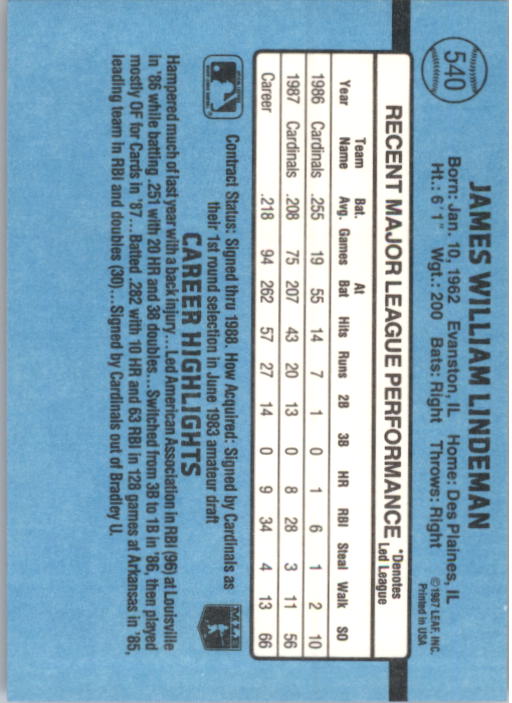 540
JAMES WILLIAM LINDEMAN
Born: Jan. 10, 1962 Evanston, IL Home: Des Plaines, IL
Ht.: 6'1" Wgt.: 200 Bats: Right Throws: Right
©1987 LEAF, INC.
Printed in USA
RECENT MAJOR LEAGUE PERFORMANCE *Denotes Led League
Year Team Name Bat. Avg. Games At Bat Hits Runs 2B 3B HR RBI Steal Walk SO
1986 Cardinals .255 19 55 14 7 1 0 1 6 1 2 10
1987 Cardinals .208 75 207 43 20 13 0 8 28 3 11 56
Career .218 94 262 57 27 14 0 9 34 4 13 66
Contract Status: Signed thru 1988. How Acquired: Signed by Cardinals as
their 1st round selection in June 1983 amateur draft
CAREER HIGHLIGHTS
Hampered much of last year with a back injury...Led American Association in RBI (96) at Louisville
in '86 while batting .251 with 20 HR and 38 doubles...Switched from 3B to 1B in '86, then played
mostly OF for Cards in '87...Batted .282 with 10 HR and 63 RBI in 128 games at Arkansas in '85,
leading team in RBI and doubles (30)...Signed by Cardinals out of Bradley U.
MLB